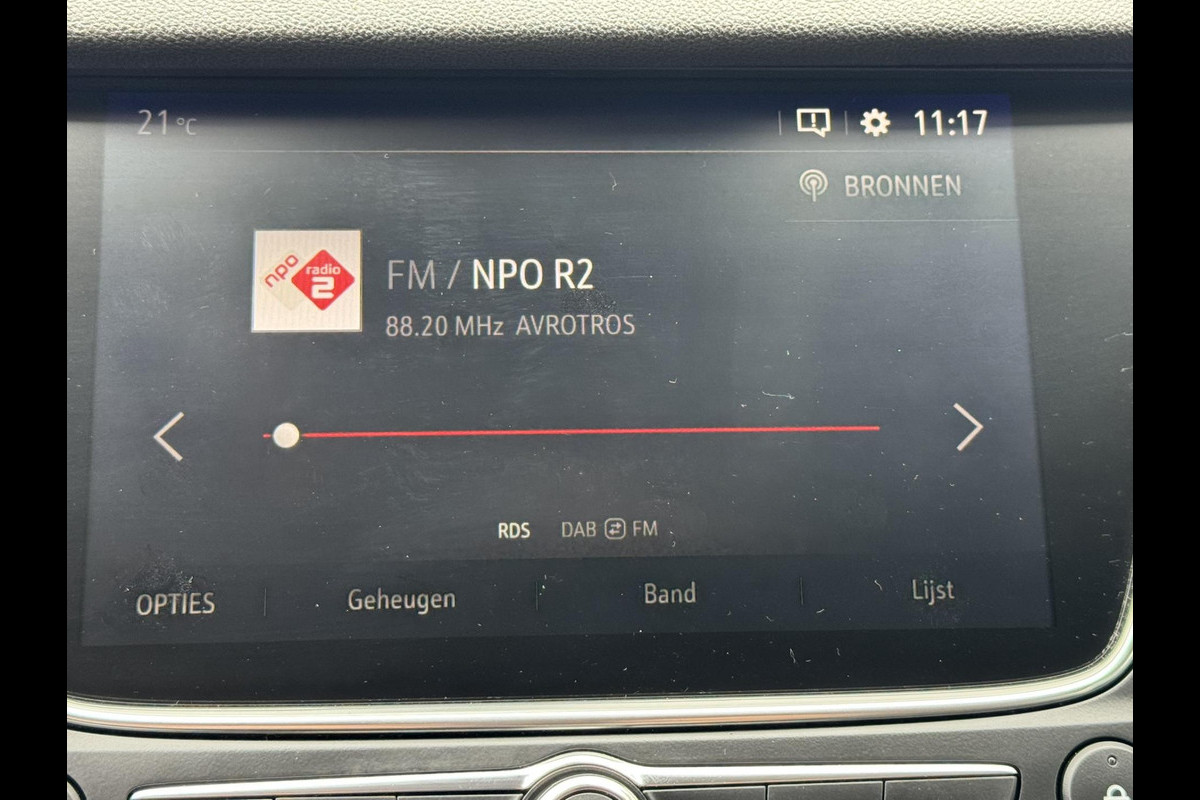 21 °C
11:17
BRONNEN
npo radio 2
FM / NPO R2
88.20 MHz AVROTROS
RDS DAB FM
OPTIES Geheugen Band Lijst